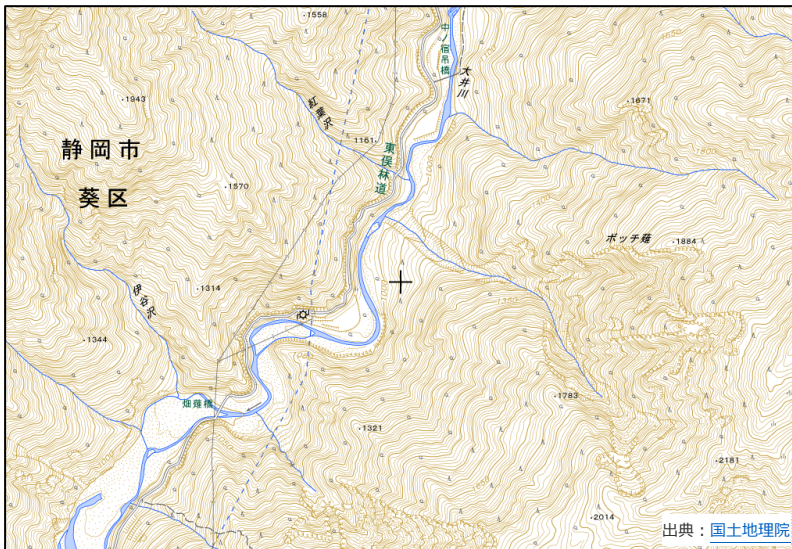 ・1558
中ノ宿吊橋
大井川
・1943
紅葉沢
・1671
1161・
東俣林道
静岡市
葵区
・1570
ボッチ薙
・1884
伊谷沢
・1314
・1344
畑薙橋
・1783
・1321
・2181
・2014
出典：国土地理院